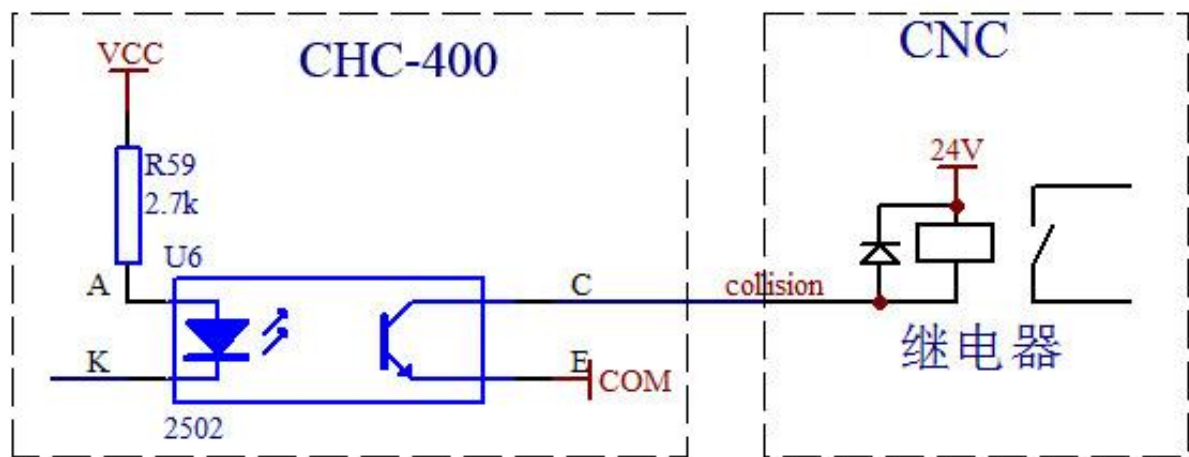 CHC-400
VCC
R59
2.7k
U6
A
K
C
E
COM
2502
collision
CNC
24V
继电器